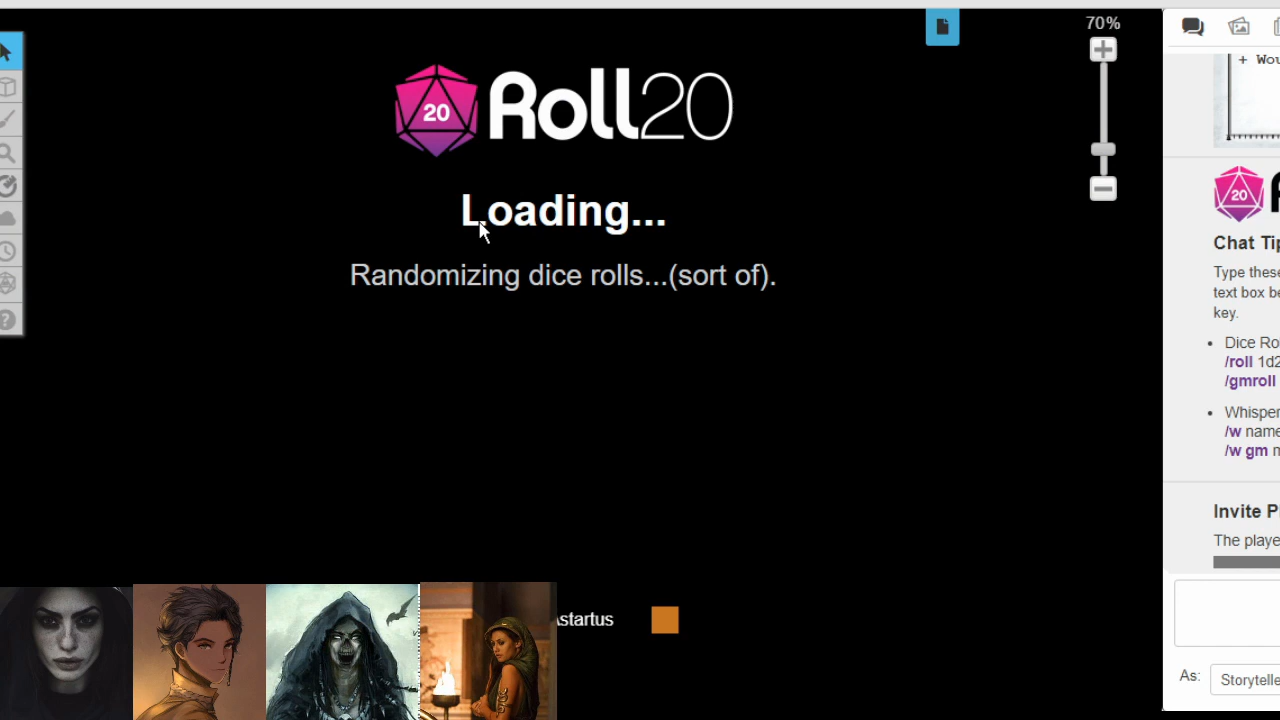 70%
20 Roll20
Loading...
Randomizing dice rolls...(sort of).
+ Wou
20
Chat Tip
Type these
text box be
key.
• Dice Ro
/roll 1d2
/gmroll
• Whisper
/w name
/w gm
Invite P
The playe
Astartus
As: Storytelle